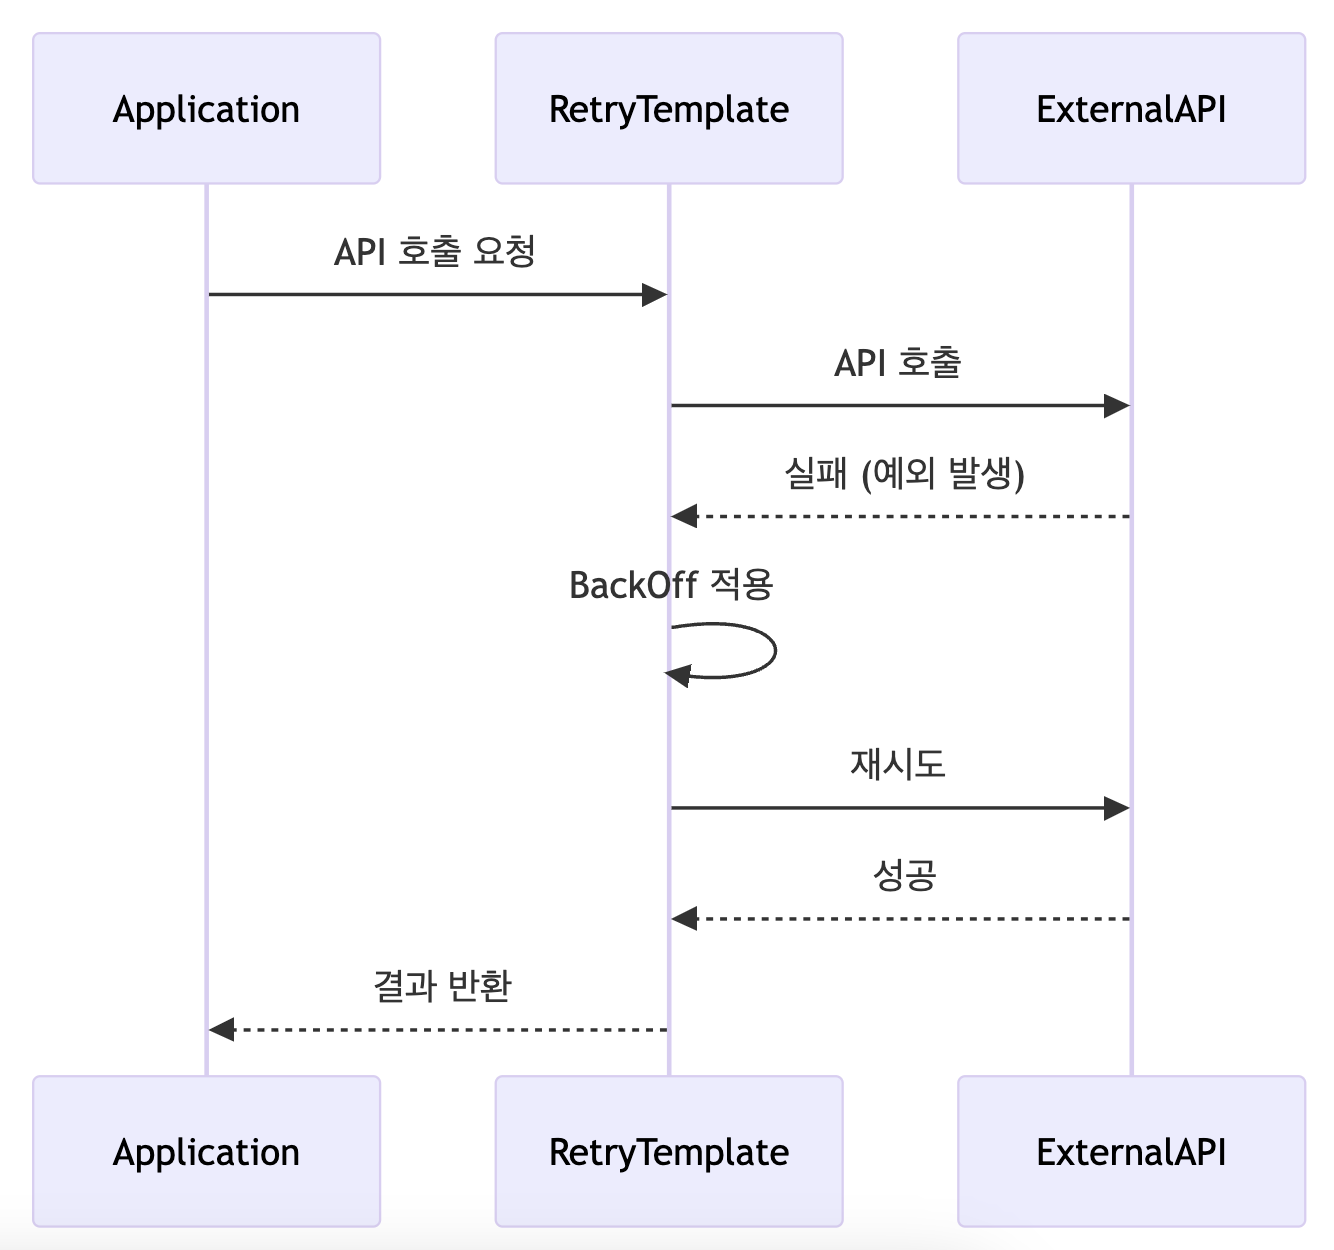 Application
RetryTemplate
ExternalAPI
API 호출 요청
API 호출
실패 (예외 발생)
BackOff 적용
재시도
성공
결과 반환
Application
RetryTemplate
ExternalAPI